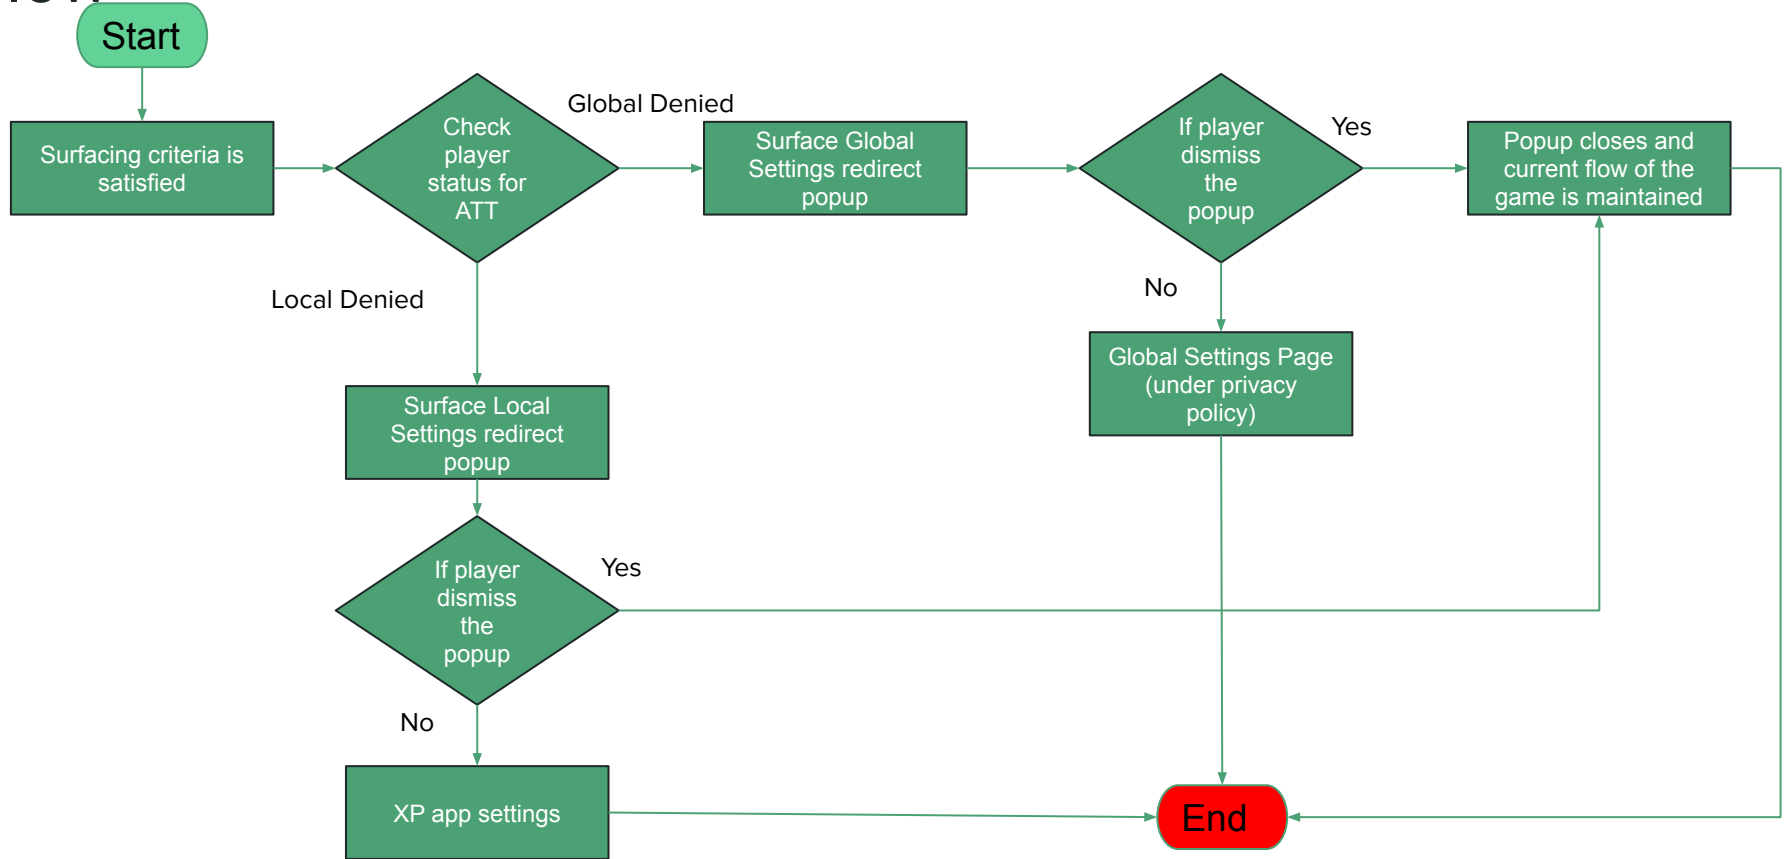 Start
Surfacing criteria is
satisfied
Check
player
status for
ATT
Global Denied
Surface Global
Settings redirect
popup
If player
dismiss
the
popup
Yes
Popup closes and
current flow of the
game is maintained
Local Denied
No
Global Settings Page
(under privacy
policy)
Surface Local
Settings redirect
popup
If player
dismiss
the
popup
Yes
No
XP app settings
End